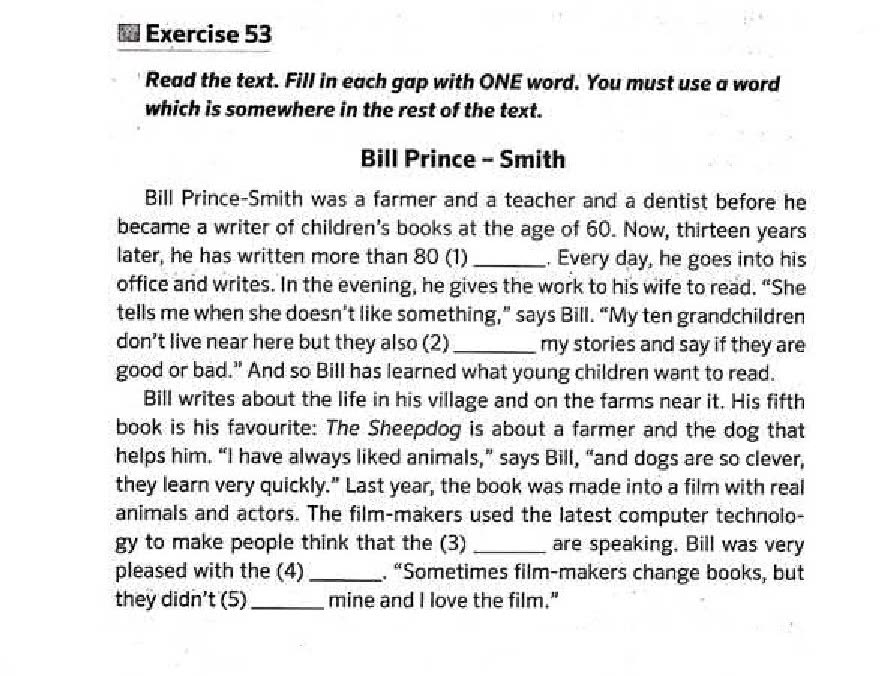 Exercise 53
Read the text. Fill in each gap with ONE word. You must use a word
which is somewhere in the rest of the text.
Bill Prince – Smith
Bill Prince-Smith was a farmer and a teacher and a dentist before he
became a writer of children's books at the age of 60. Now, thirteen years
later, he has written more than 80 (1) ______. Every day, he goes into his
office and writes. In the evening, he gives the work to his wife to read. “She
tells me when she doesn't like something,” says Bill. “My ten grandchildren
don't live near here but they also (2) ______ my stories and say if they are
good or bad.” And so Bill has learned what young children want to read.
Bill writes about the life in his village and on the farms near it. His fifth
book is his favourite: The Sheepdog is about a farmer and the dog that
helps him. “I have always liked animals,” says Bill, “and dogs are so clever,
they learn very quickly.” Last year, the book was made into a film with real
animals and actors. The film-makers used the latest computer technolo-
gy to make people think that the (3) ______ are speaking. Bill was very
pleased with the (4) ______. “Sometimes film-makers change books, but
they didn't (5) ______ mine and I love the film.”